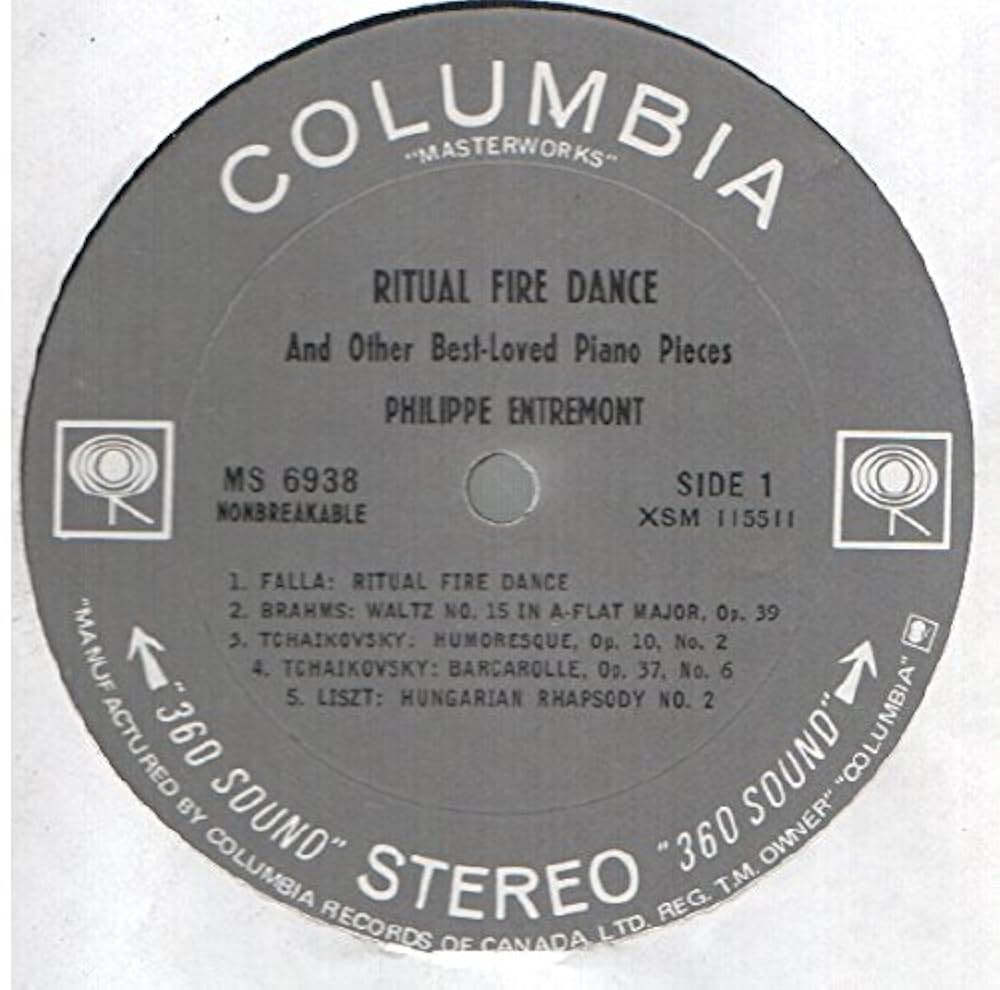 COLUMBIA
"MASTERWORKS"
RITUAL FIRE DANCE
And Other Best-Loved Piano Pieces
PHILIPPE ENTREMONT
MS 6938
NONBREAKABLE
SIDE 1
XSM 115511
1. FALLA: RITUAL FIRE DANCE
2. BRAHMS: WALTZ NO. 15 IN A-FLAT MAJOR, Op. 39
3. TCHAIKOVSKY: HUMORESQUE, Op. 10, No. 2
4. TCHAIKOVSKY: BARCAROLLE, Op. 37, No. 6
5. LISZT: HUNGARIAN RHAPSODY NO. 2
"360 SOUND" STEREO "360 SOUND"
"MANUFACTURED BY COLUMBIA RECORDS OF CANADA, LTD. REG. T.M. OWNER" "COLUMBIA"